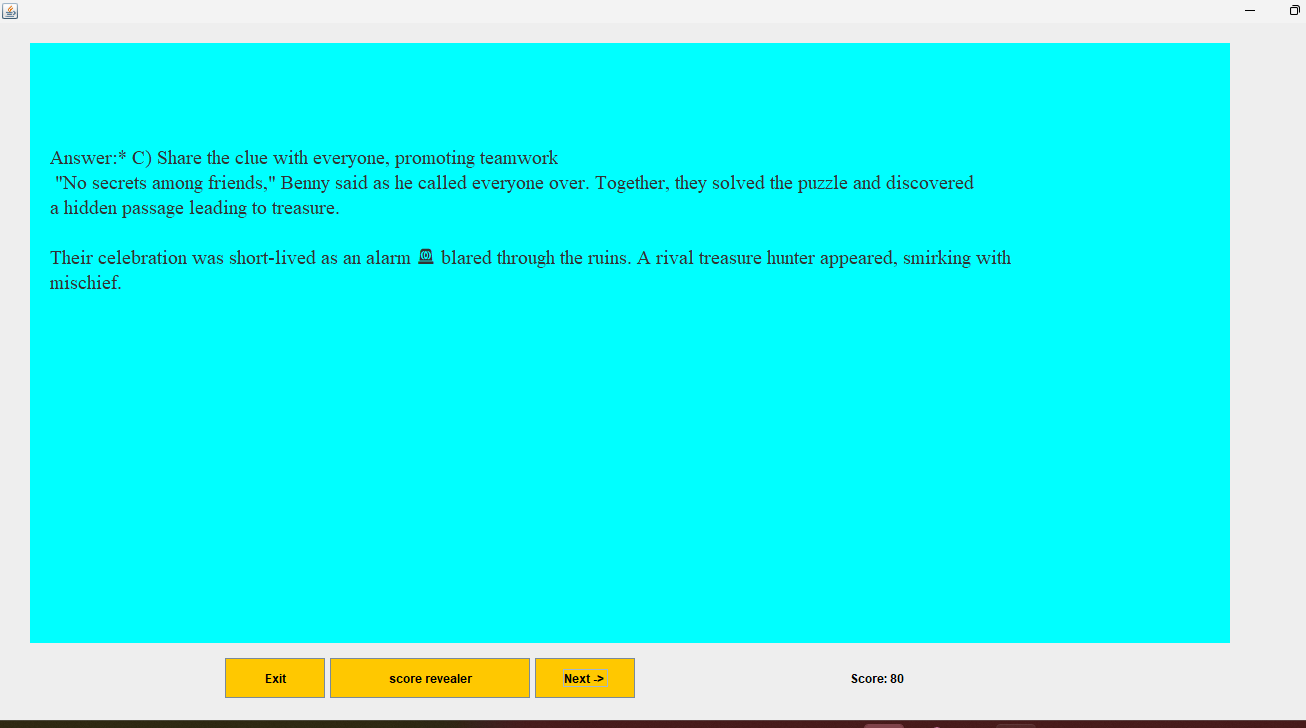 Answer:* C) Share the clue with everyone, promoting teamwork
"No secrets among friends," Benny said as he called everyone over. Together, they solved the puzzle and discovered
a hidden passage leading to treasure.
Their celebration was short-lived as an alarm 🚨 blared through the ruins. A rival treasure hunter appeared, smirking with
mischief.
Exit
score revealer
Next ->
Score: 80